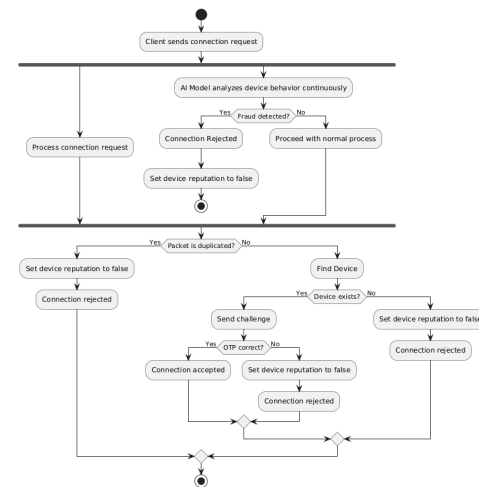 Client sends connection request
AI Model analyzes device behavior continuously
Yes
Fraud detected?
No
Process connection request
Connection Rejected
Proceed with normal process
Set device reputation to false
Yes
Packet is duplicated?
No
Set device reputation to false
Find Device
Connection rejected
Yes
Device exists?
No
Send challenge
Set device reputation to false
Yes
OTP correct?
No
Connection rejected
Connection accepted
Set device reputation to false
Connection rejected